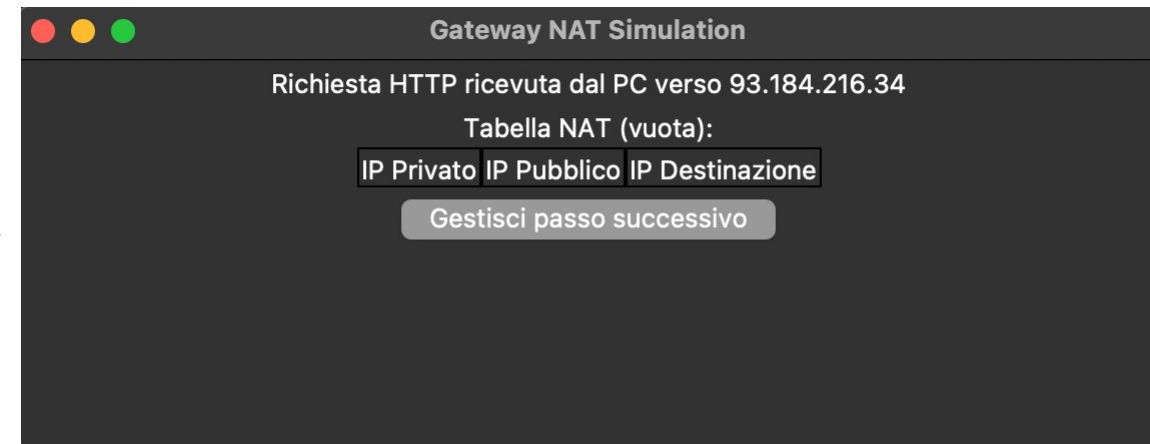 Gateway NAT Simulation
Richiesta HTTP ricevuta dal PC verso 93.184.216.34
Tabella NAT (vuota):
IP Privato IP Pubblico IP Destinazione
Gestisci passo successivo